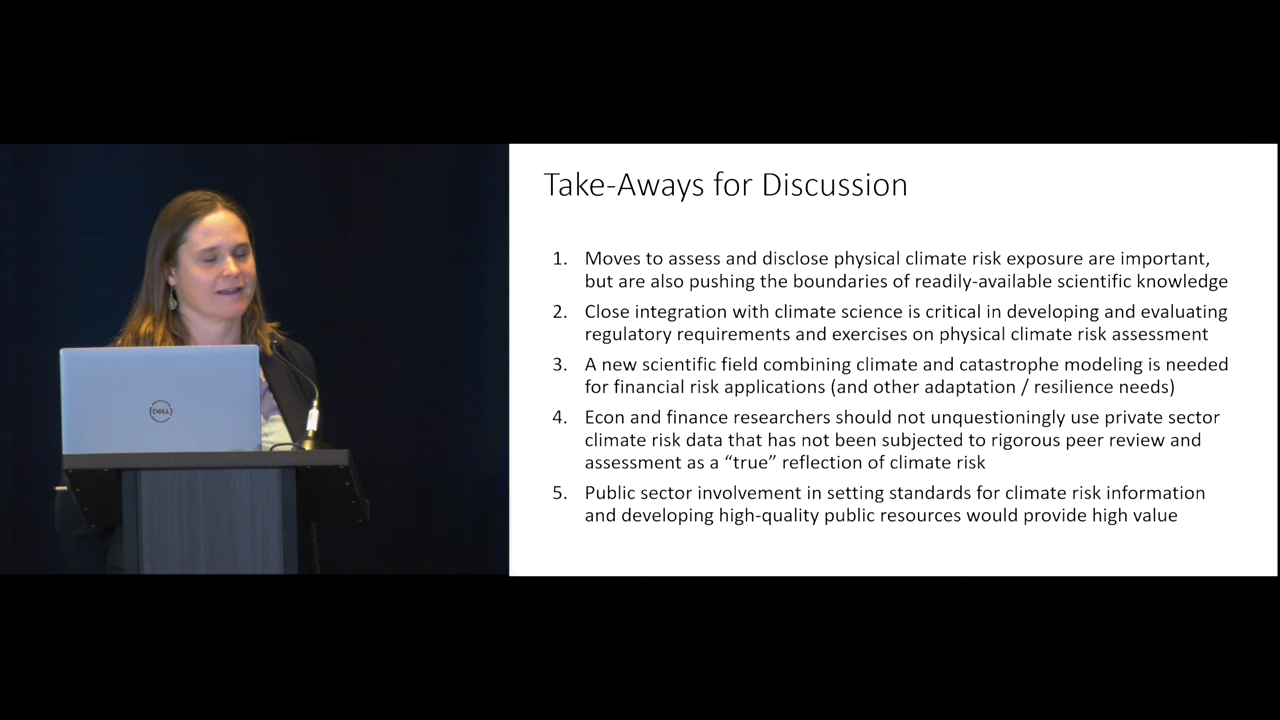 Take-Aways for Discussion
1. Moves to assess and disclose physical climate risk exposure are important,
but are also pushing the boundaries of readily-available scientific knowledge
2. Close integration with climate science is critical in developing and evaluating
regulatory requirements and exercises on physical climate risk assessment
3. A new scientific field combining climate and catastrophe modeling is needed
for financial risk applications (and other adaptation / resilience needs)
4. Econ and finance researchers should not unquestioningly use private sector
climate risk data that has not been subjected to rigorous peer review and
assessment as a “true” reflection of climate risk
5. Public sector involvement in setting standards for climate risk information
and developing high-quality public resources would provide high value
DELL